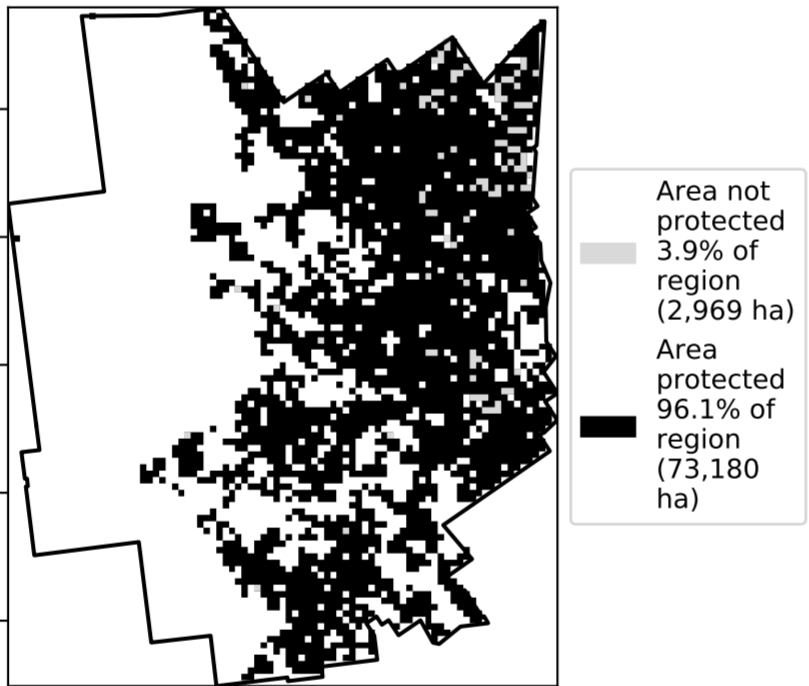 Area not
protected
3.9% of
region
(2,969 ha)
Area
protected
96.1% of
region
(73,180
ha)